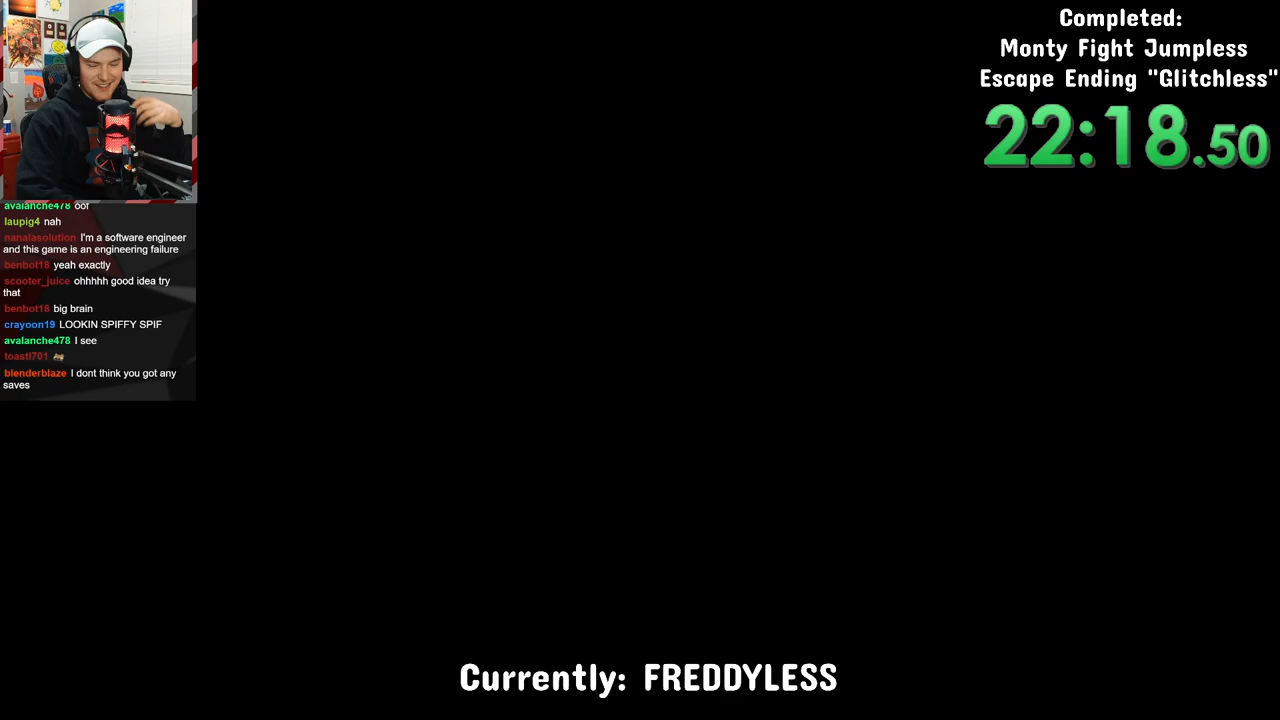 Completed:
Monty Fight Jumpless
Escape Ending "Glitchless"
22:18.50
avalanche478 oof
laupig4 nah
nanalasolution I'm a software engineer
and this game is an engineering failure
benbot18 yeah exactly
scooter_juice ohhhhh good idea try
that
benbot18 big brain
crayoon19 LOOKIN SPIFFY SPIF
avalanche478 I see
toastl701
blenderblaze I dont think you got any
saves
Currently: FREDDYLESS